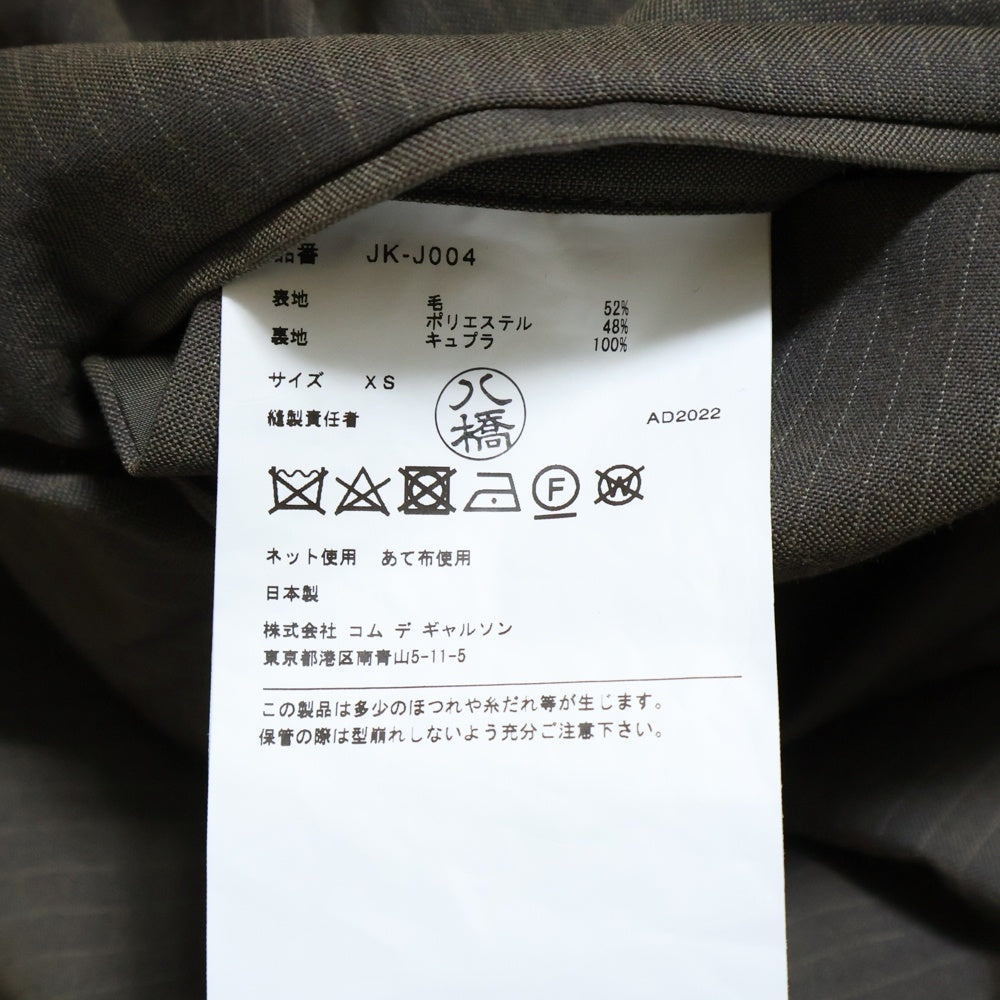 品番 JK-J004
表地 毛 52%
ポリエステル 48%
裏地 キュプラ 100%
サイズ XS
縫製責任者 八橋 AD2022
F W
ネット使用 あて布使用
日本製
株式会社 コム デ ギャルソン
東京都港区南青山5-11-5
この製品は多少のほつれや糸だれ等が生じます。
保管の際は型崩れしないよう充分ご注意下さい。